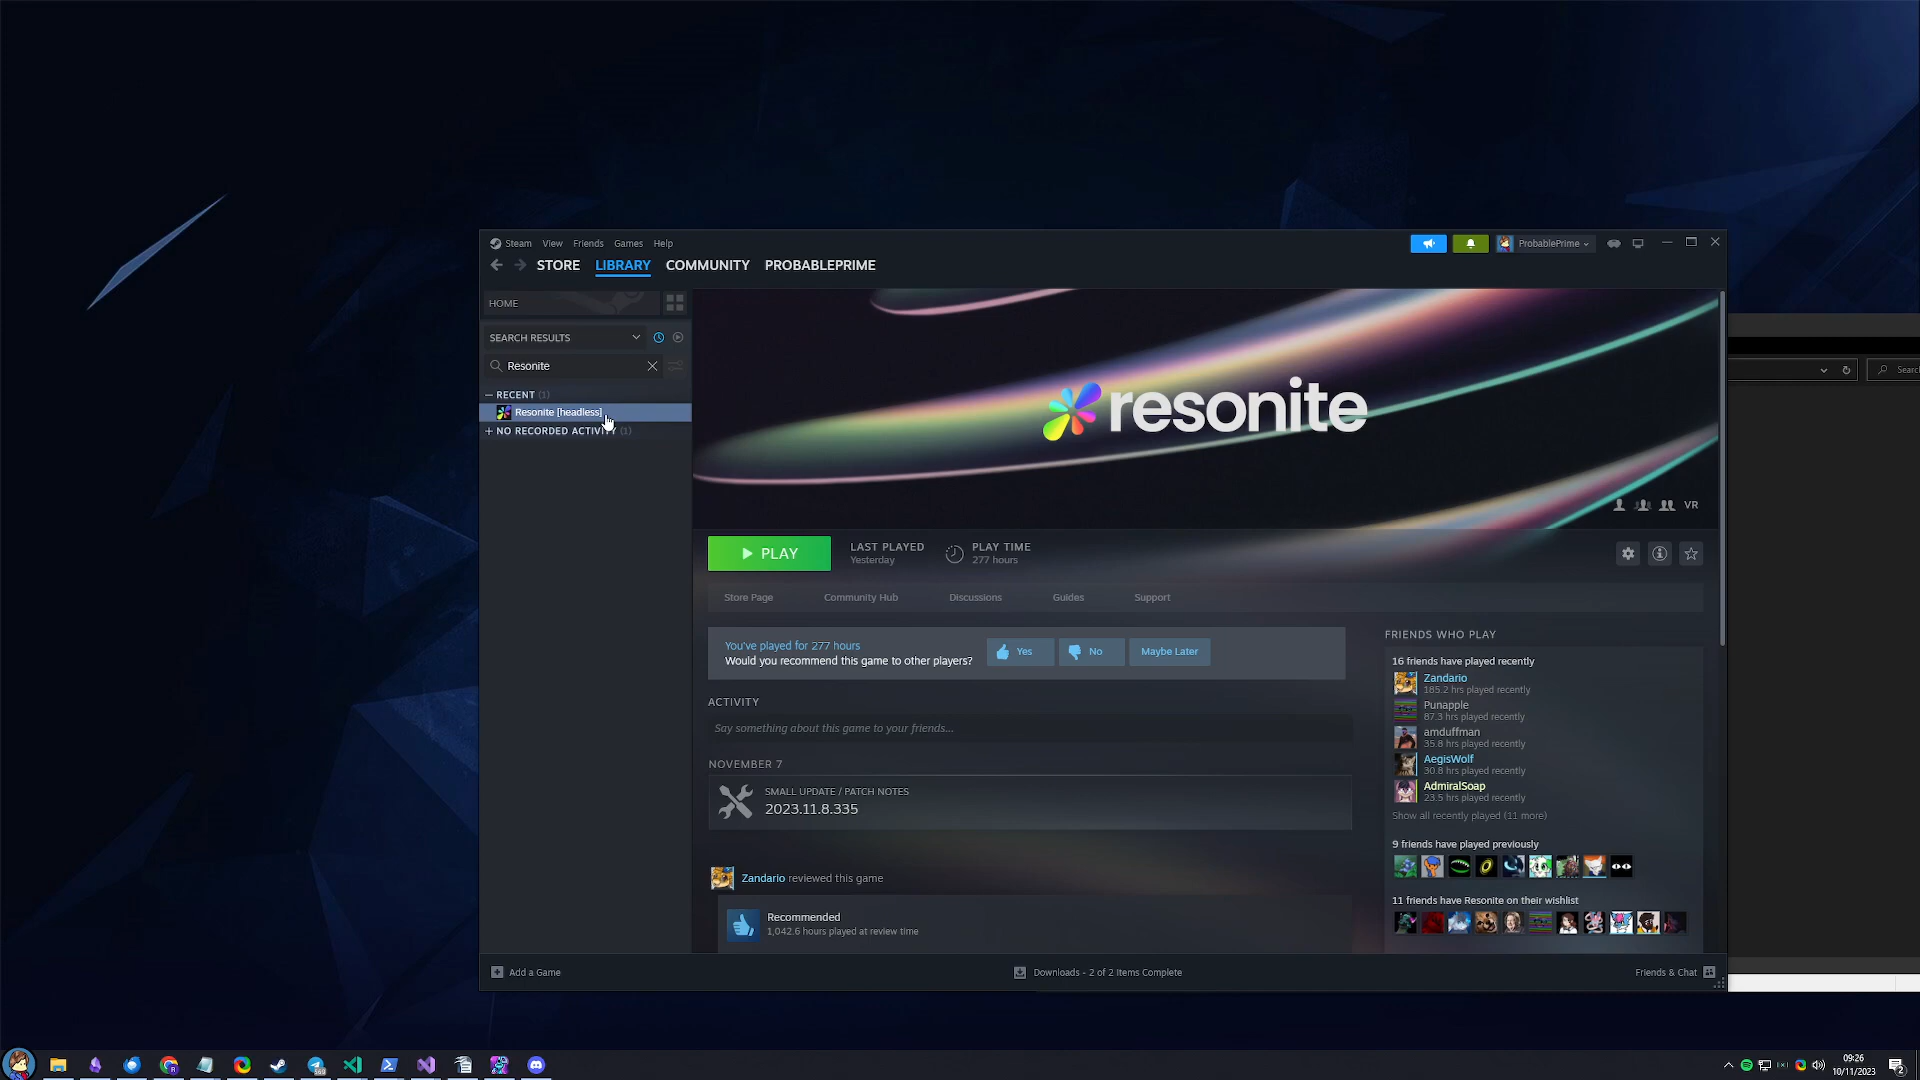 Steam View Friends Games Help
ProbablePrime
STORE LIBRARY COMMUNITY PROBABLEPRIME
HOME
SEARCH RESULTS
Resonite
RECENT (1)
Resonite [headless]
NO RECORDED ACTIVITY (1)
resonite
VR
PLAY
LAST PLAYED
Yesterday
PLAY TIME
277 hours
Store Page Community Hub Discussions Guides Support
You've played for 277 hours
Would you recommend this game to other players?
Yes No Maybe Later
ACTIVITY
Say something about this game to your friends...
NOVEMBER 7
SMALL UPDATE / PATCH NOTES
2023.11.8.335
Zandario reviewed this game
Recommended
1,042.6 hours played at review time
FRIENDS WHO PLAY
16 friends have played recently
Zandario
185.2 hrs played recently
Punapple
87.3 hrs played recently
amduffman
35.8 hrs played recently
AegisWolf
30.8 hrs played recently
AdmiralSoap
23.5 hrs played recently
Show all recently played (11 more)
9 friends have played previously
11 friends have Resonite on their wishlist
Add a Game
Downloads - 2 of 2 Items Complete
Friends & Chat
Searc
09:26
10/11/2023
2